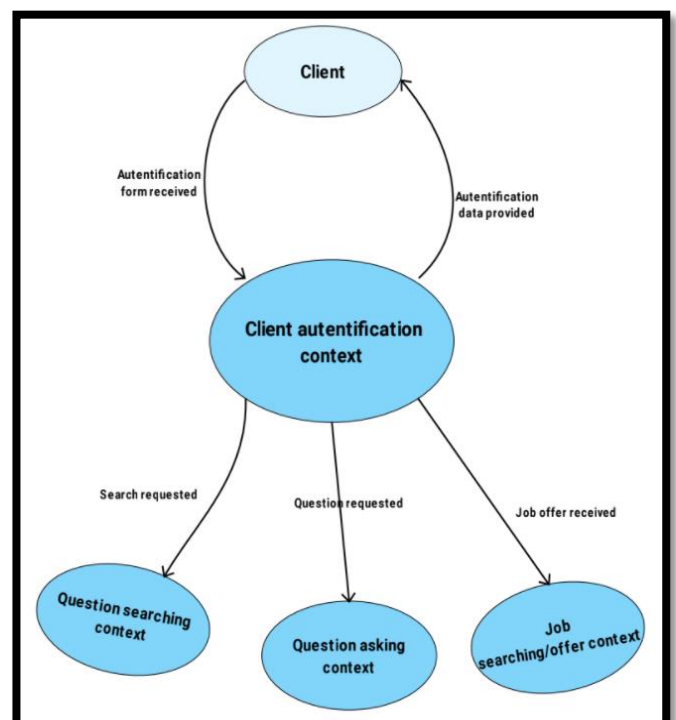 Client
Autentification
form received
Autentification
data provided
Client autentification
context
Search requested
Question requested
Job offer received
Question searching
context
Question asking
context
Job
searching/offer context